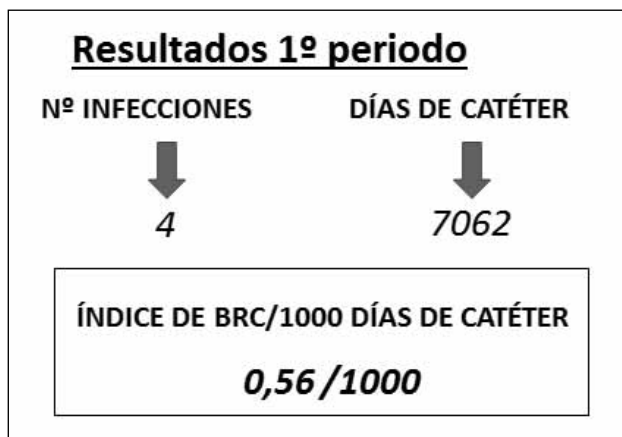 Resultados 1º periodo
Nº INFECCIONES DÍAS DE CATÉTER
4 7062
ÍNDICE DE BRC/1000 DÍAS DE CATÉTER
0,56 /1000